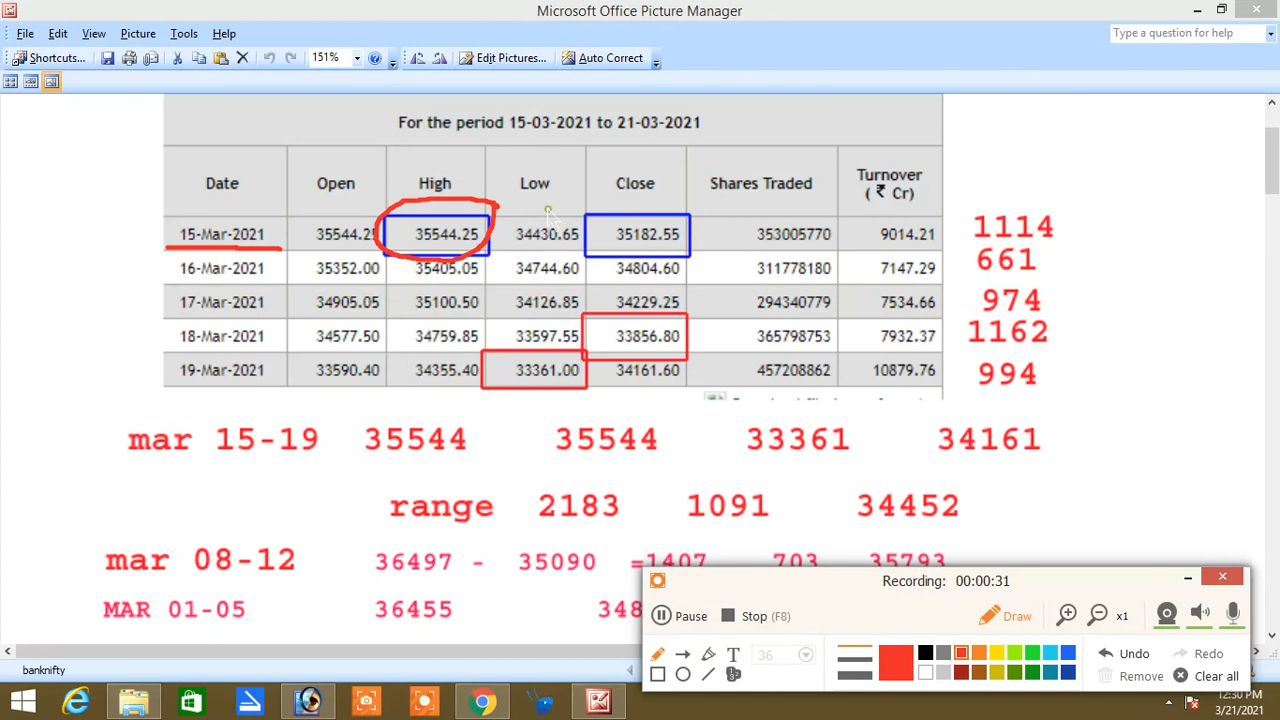 Microsoft Office Picture Manager
File Edit View Picture Tools Help
Type a question for help
Shortcuts... 151% Edit Pictures... Auto Correct
For the period 15-03-2021 to 21-03-2021
Date Open High Low Close Shares Traded Turnover
( ₹ Cr)
15-Mar-2021 35544.25 35544.25 34430.65 35182.55 353005770 9014.21 1114
16-Mar-2021 35352.00 35405.05 34744.60 34804.60 311778180 7147.29 661
17-Mar-2021 34905.05 35100.50 34126.85 34229.25 294340779 7534.66 974
18-Mar-2021 34577.50 34759.85 33597.55 33856.80 365798753 7932.37 1162
19-Mar-2021 33590.40 34355.40 33361.00 34161.60 457208862 10879.76 994
mar 15-19 35544 35544 33361 34161
range 2183 1091 34452
mar 08-12 36497 - 35090 =1407 703 35793
MAR 01-05 36455 348
Recording: 00:00:31
Pause Stop (F8) Draw x1
T 36 Undo Redo
Remove Clear all
banknifty
12:30 PM
3/21/2021